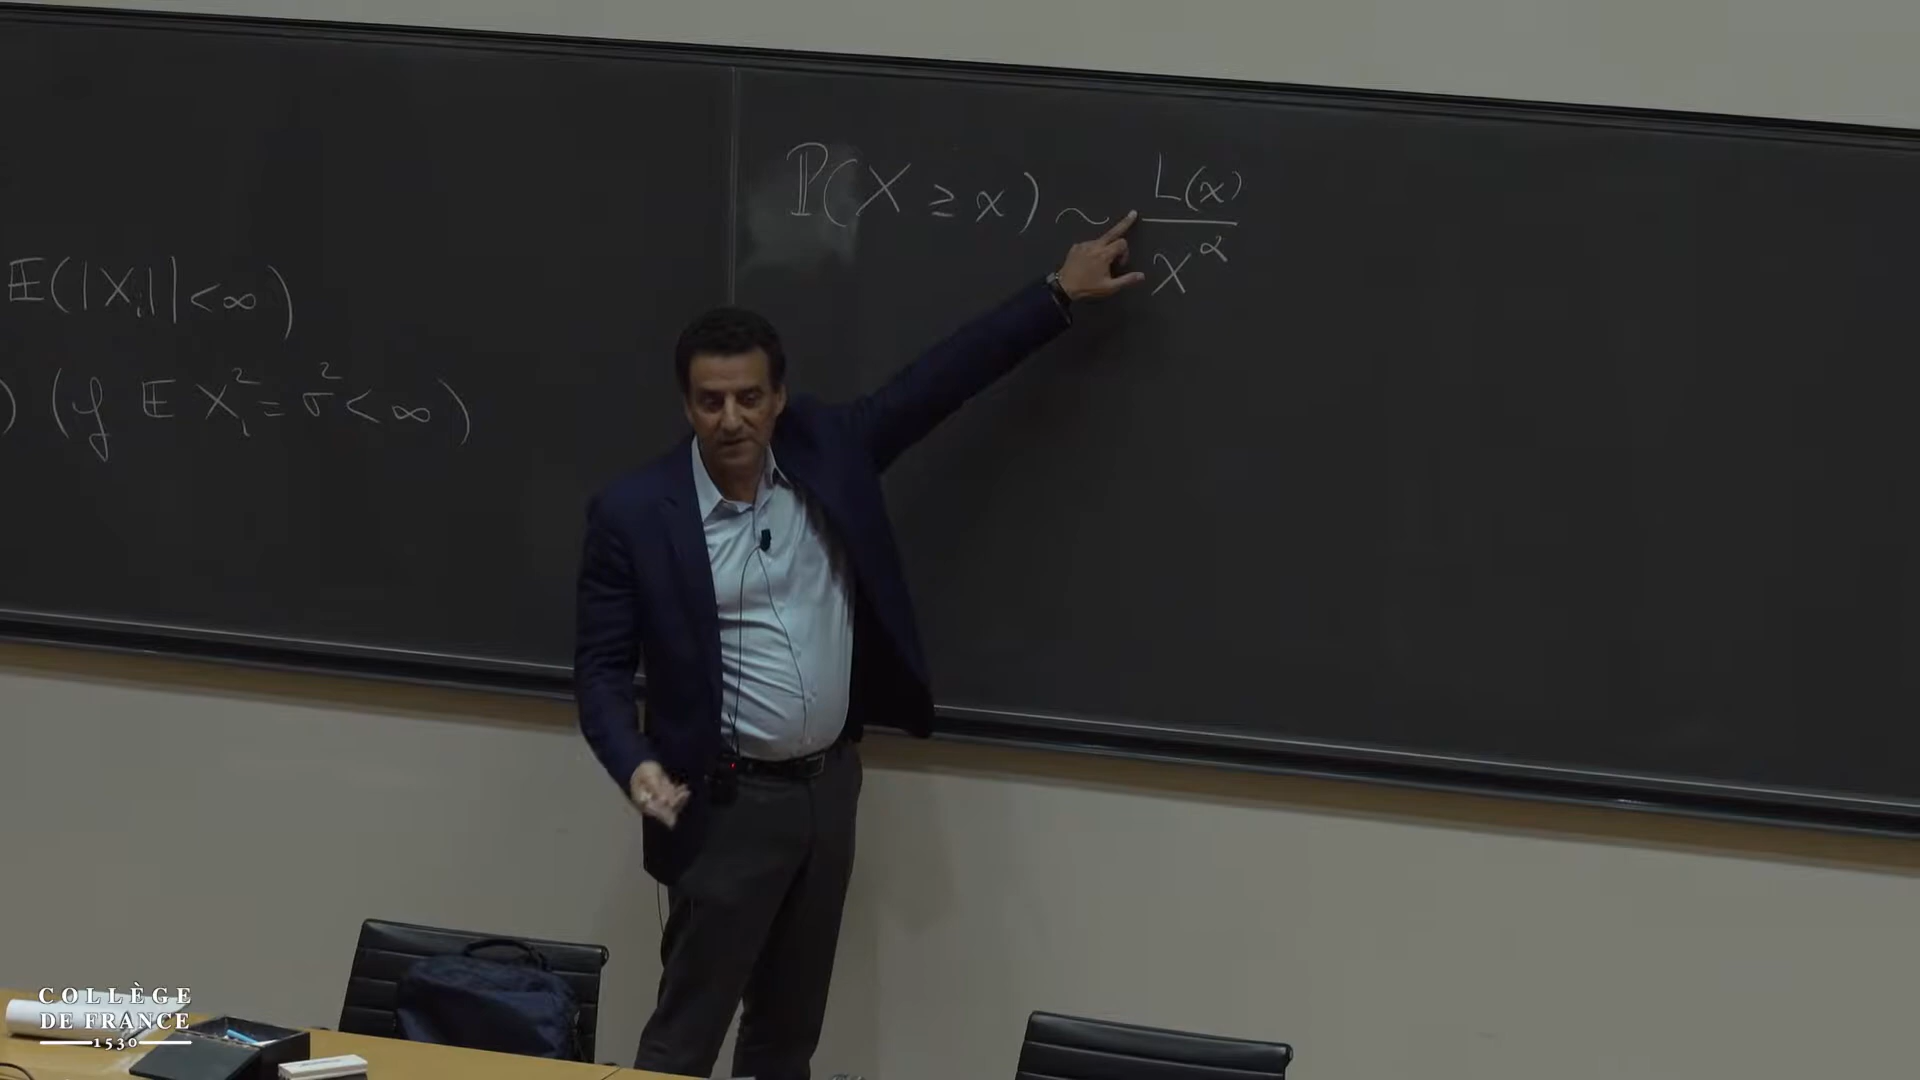 E(|X₁|<∞)
) (if E X₁² = σ² < ∞)
P(X ≥ x) ~ L(x)/x^α
COLLÈGE
DE FRANCE
1530